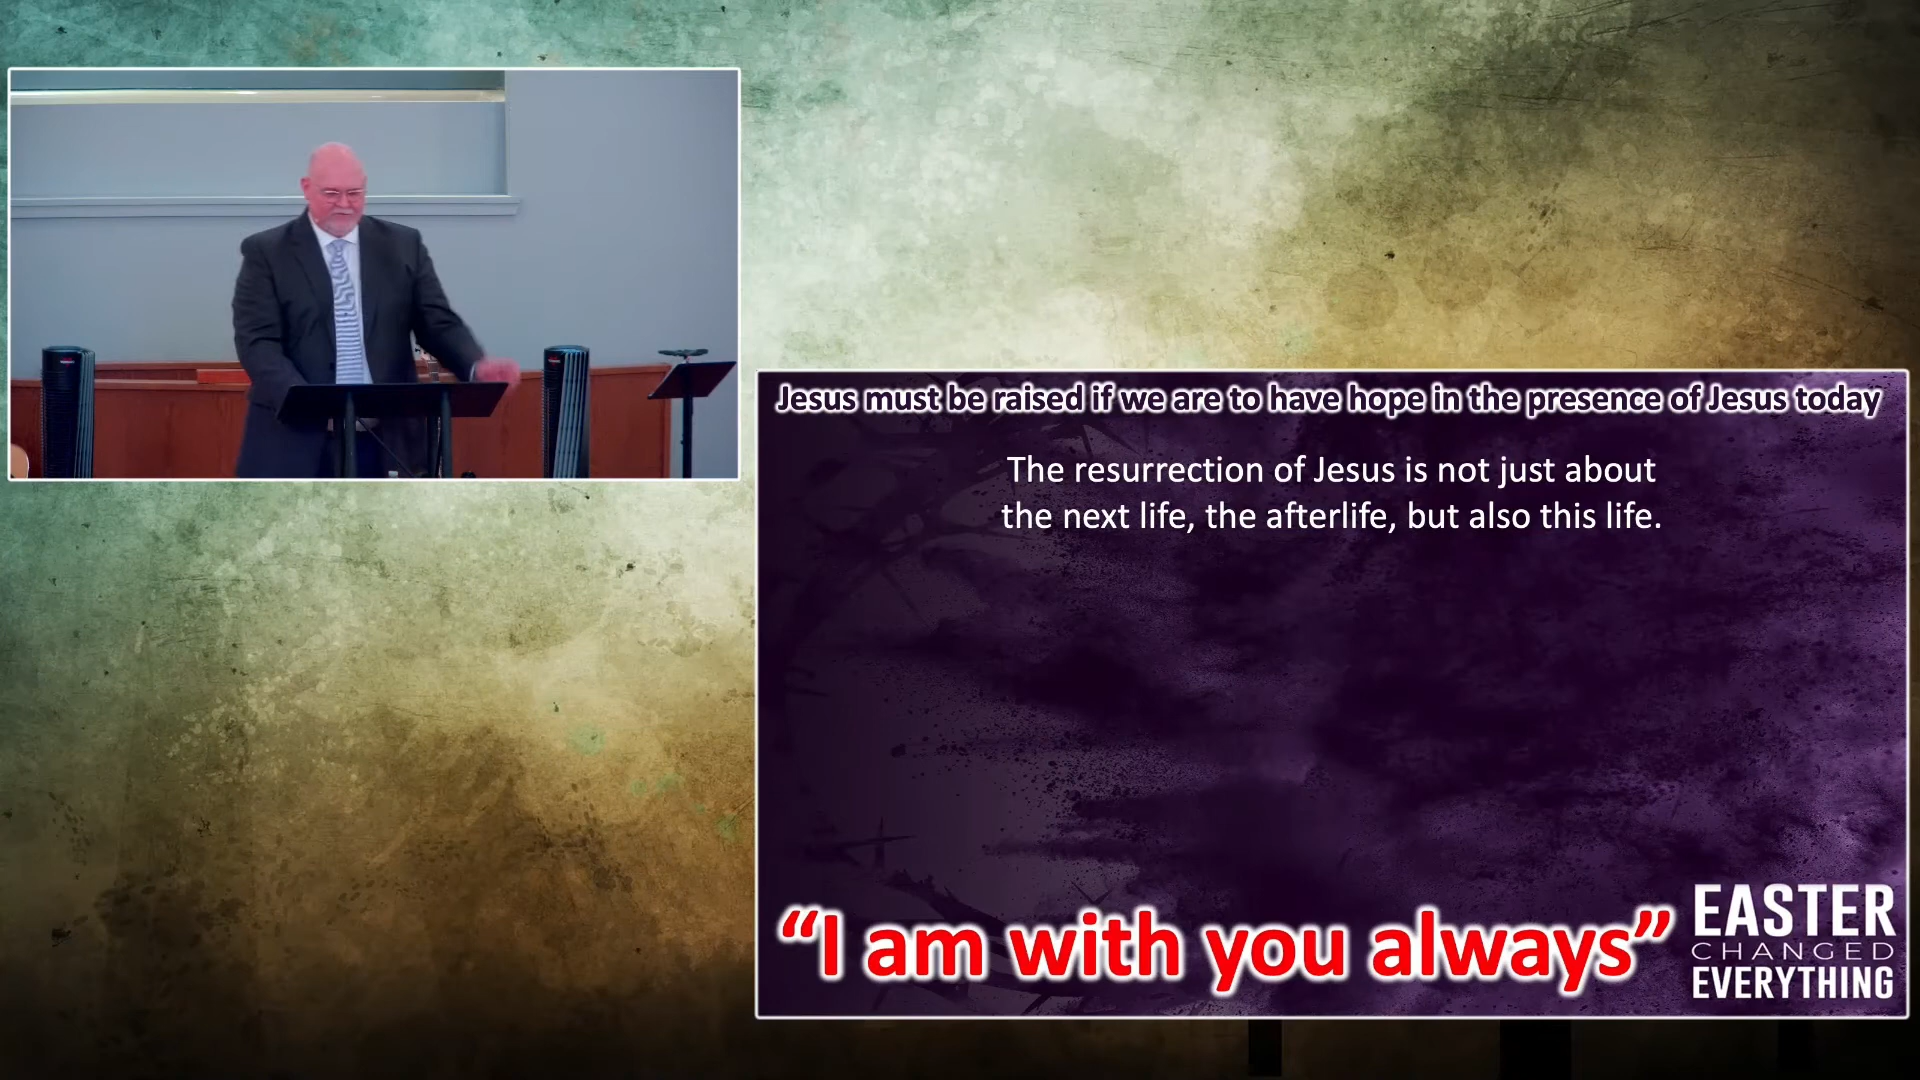 Jesus must be raised if we are to have hope in the presence of Jesus today
The resurrection of Jesus is not just about
the next life, the afterlife, but also this life.
“I am with you always”
EASTER
CHANGED
EVERYTHING